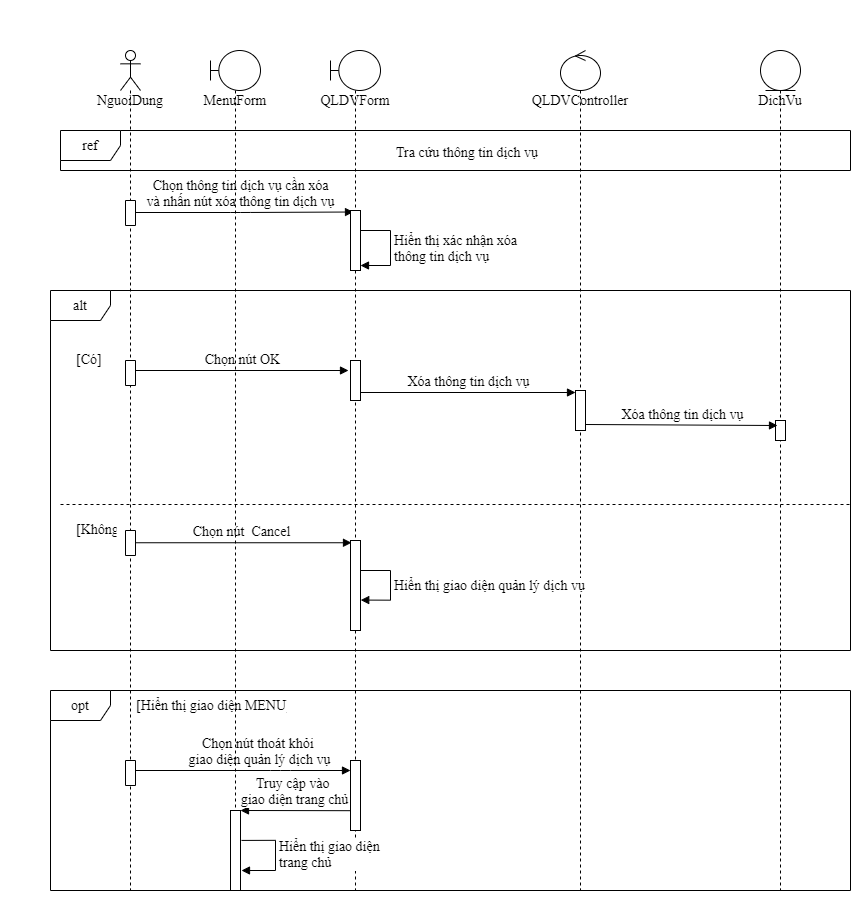 NguoiDung
MenuForm
QLDVForm
QLDVController
DichVu
ref
Tra cứu thông tin dịch vụ
Chọn thông tin dịch vụ cần xóa
và nhấn nút xóa thông tin dịch vụ
Hiển thị xác nhận xóa
thông tin dịch vụ
alt
[Có]
Chọn nút OK
Xóa thông tin dịch vụ
Xóa thông tin dịch vụ
[Không
Chọn nút Cancel
Hiển thị giao diện quản lý dịch vụ
opt
[Hiển thị giao diện MENU
Chọn nút thoát khỏi
giao diện quản lý dịch vụ
Truy cập vào
giao diện trang chủ
Hiển thị giao diện
trang chủ